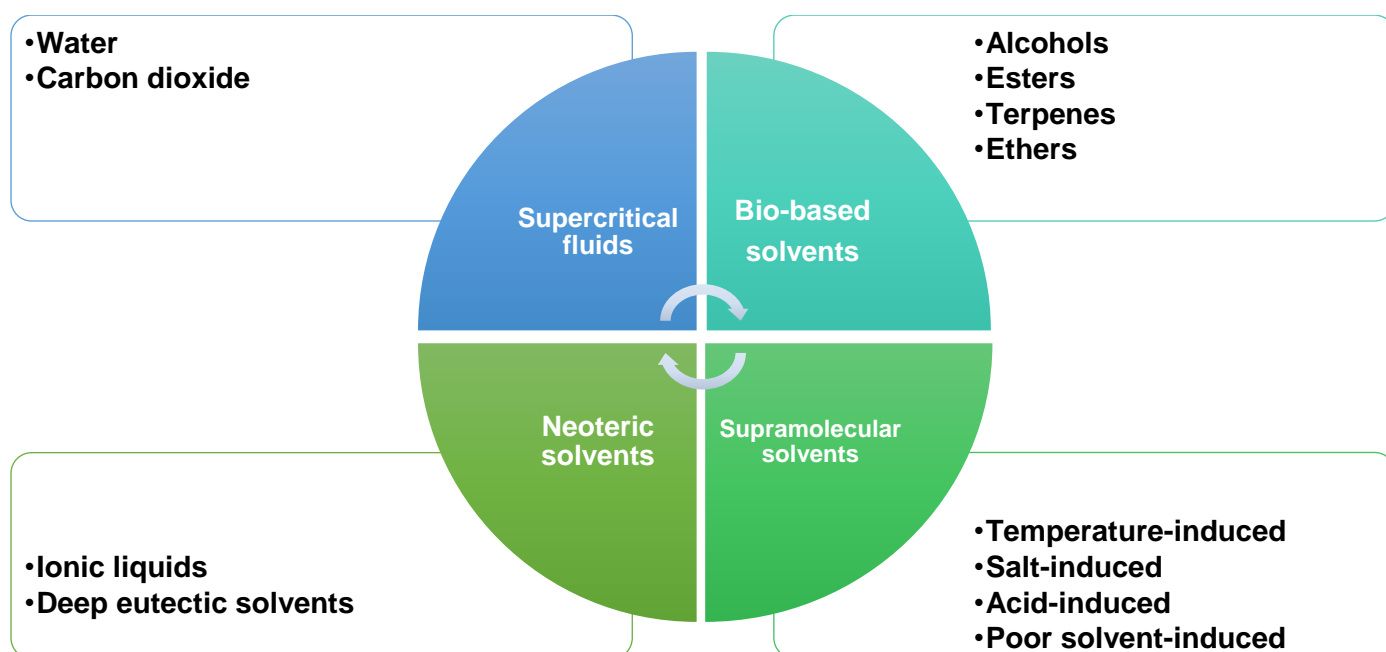 •Water
•Carbon dioxide
•Alcohols
•Esters
•Terpenes
•Ethers
Supercritical
fluids
Bio-based
solvents
Neoteric
solvents
Supramolecular
solvents
•Ionic liquids
•Deep eutectic solvents
•Temperature-induced
•Salt-induced
•Acid-induced
•Poor solvent-induced